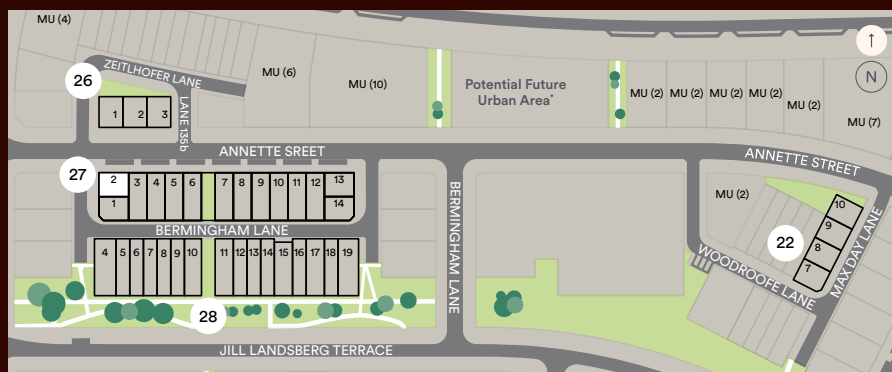 MU (4)
↑
N
ZEITLHOFER LANE
26
MU (6)
MU (10)
Potential Future
Urban Area*
MU (2)
MU (2)
MU (2)
MU (2)
MU (2)
MU (7)
1
2
3
LANE 135b
ANNETTE SREET
ANNETTE STREET
27
2
3
4
5
6
7
8
9
10
11
12
13
1
14
BERMINGHAM LANE
BERMINGHAM LANE
4
5
6
7
8
9
10
11
12
13
14
15
16
17
18
19
28
MU (2)
22
10
9
8
7
MAX DAY LANE
WOODROOFE LANE
JILL LANDSBERG TERRACE